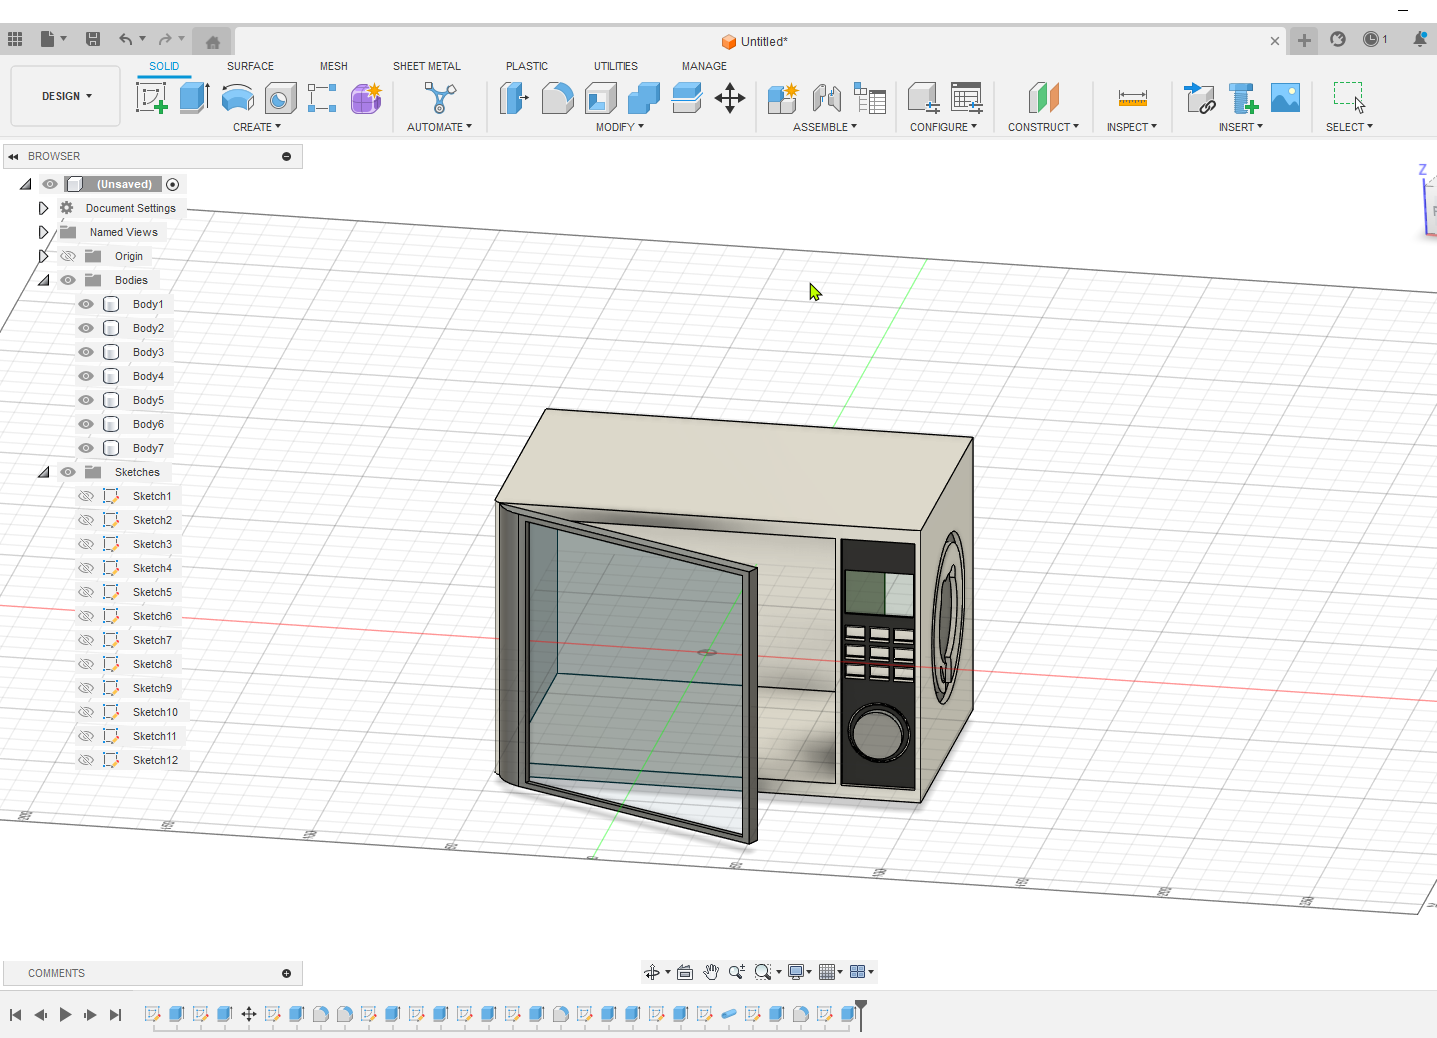 Untitled*
1
DESIGN
SOLID
SURFACE
MESH
SHEET METAL
PLASTIC
UTILITIES
MANAGE
CREATE
AUTOMATE
MODIFY
ASSEMBLE
CONFIGURE
CONSTRUCT
INSPECT
INSERT
SELECT
BROWSER
(Unsaved)
Document Settings
Named Views
Origin
Bodies
Body1
Body2
Body3
Body4
Body5
Body6
Body7
Sketches
Sketch1
Sketch2
Sketch3
Sketch4
Sketch5
Sketch6
Sketch7
Sketch8
Sketch9
Sketch10
Sketch11
Sketch12
Z
COMMENTS